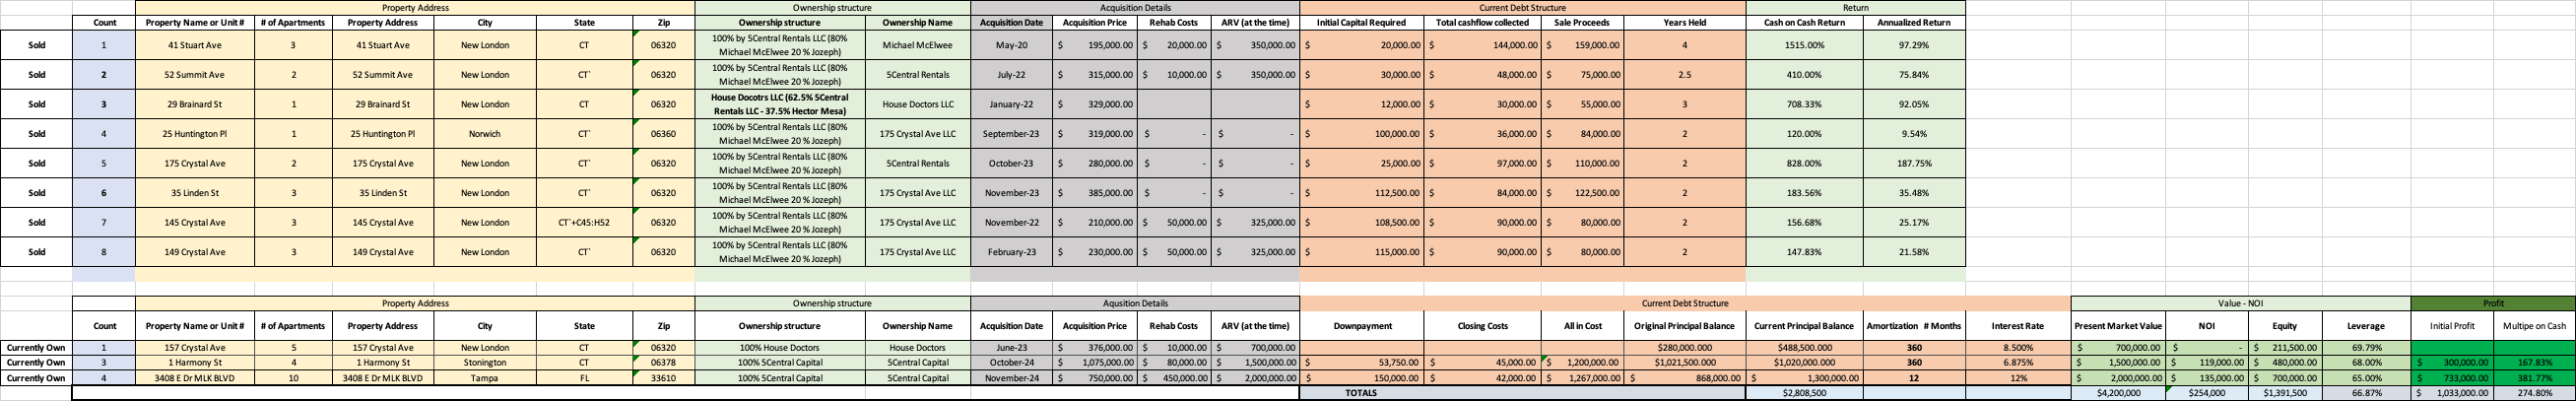 Property Address Ownership structure Acquisition Details Current Debt Structure Return
Count Property Name or Unit # # of Apartments Property Address City State Zip Ownership structure Ownership Name Acquisition Date Acquisition Price Rehab Costs ARV (at the time) Initial Capital Required Total cashflow collected Sale Proceeds Years Held Cash on Cash Return Annualized Return
Sold 1 41 Stuart Ave 3 41 Stuart Ave New London CT 06320 100% by 5Central Rentals LLC (80% Michael McElwee 20 % Jozeph) Michael McElwee May-20 $ 195,000.00 $ 20,000.00 $ 350,000.00 $ 20,000.00 $ 144,000.00 $ 159,000.00 4 1515.00% 97.29%
Sold 2 52 Summit Ave 2 52 Summit Ave New London CT` 06320 100% by 5Central Rentals LLC (80% Michael McElwee 20 % Jozeph) 5Central Rentals July-22 $ 315,000.00 $ 10,000.00 $ 350,000.00 $ 30,000.00 $ 48,000.00 $ 75,000.00 2.5 410.00% 75.84%
Sold 3 29 Brainard St 1 29 Brainard St New London CT 06320 House Docotrs LLC (62.5% 5Central Rentals LLC - 37.5% Hector Mesa) House Doctors LLC January-22 $ 329,000.00 $ 12,000.00 $ 30,000.00 $ 55,000.00 3 708.33% 92.05%
Sold 4 25 Huntington Pl 1 25 Huntington Pl Norwich CT` 06360 100% by 5Central Rentals LLC (80% Michael McElwee 20 % Jozeph) 175 Crystal Ave LLC September-23 $ 319,000.00 $ - $ - $ 100,000.00 $ 36,000.00 $ 84,000.00 2 120.00% 9.54%
Sold 5 175 Crystal Ave 2 175 Crystal Ave New London CT` 06320 100% by 5Central Rentals LLC (80% Michael McElwee 20 % Jozeph) 5Central Rentals October-23 $ 280,000.00 $ - $ - $ 25,000.00 $ 97,000.00 $ 110,000.00 2 828.00% 187.75%
Sold 6 35 Linden St 3 35 Linden St New London CT` 06320 100% by 5Central Rentals LLC (80% Michael McElwee 20 % Jozeph) 175 Crystal Ave LLC November-23 $ 385,000.00 $ - $ - $ 112,500.00 $ 84,000.00 $ 122,500.00 2 183.56% 35.48%
Sold 7 145 Crystal Ave 3 145 Crystal Ave New London CT`+C45:H52 06320 100% by 5Central Rentals LLC (80% Michael McElwee 20 % Jozeph) 175 Crystal Ave LLC November-22 $ 210,000.00 $ 50,000.00 $ 325,000.00 $ 108,500.00 $ 90,000.00 $ 80,000.00 2 156.68% 25.17%
Sold 8 149 Crystal Ave 3 149 Crystal Ave New London CT` 06320 100% by 5Central Rentals LLC (80% Michael McElwee 20 % Jozeph) 175 Crystal Ave LLC February-23 $ 230,000.00 $ 50,000.00 $ 325,000.00 $ 115,000.00 $ 90,000.00 $ 80,000.00 2 147.83% 21.58%
Property Address Ownership structure Aqusition Details Current Debt Structure Value - NOI Profit
Count Property Name or Unit # # of Apartments Property Address City State Zip Ownership structure Ownership Name Acquisition Date Acquisition Price Rehab Costs ARV (at the time) Downpayment Closing Costs All in Cost Original Principal Balance Current Principal Balance Amortization # Months Interest Rate Present Market Value NOI Equity Leverage Initial Profit Multipe on Cash
Currently Own 1 157 Crystal Ave 5 157 Crystal Ave New London CT 06320 100% House Doctors House Doctors June-23 $ 376,000.00 $ 10,000.00 $ 700,000.00 $280,000.000 $488,500.000 360 8.500% $ 700,000.00 $ - $ 211,500.00 69.79%
Currently Own 3 1 Harmony St 4 1 Harmony St Stonington CT 06378 100% 5Central Capital 5Central Capital October-24 $ 1,075,000.00 $ 80,000.00 $ 1,500,000.00 $ 53,750.00 $ 45,000.00 $ 1,200,000.00 $1,021,500.000 $1,020,000.000 360 6.875% $ 1,500,000.00 $ 119,000.00 $ 480,000.00 68.00% $ 300,000.00 167.83%
Currently Own 4 3408 E Dr MLK BLVD 10 3408 E Dr MLK BLVD Tampa FL 33610 100% 5Central Capital 5Central Capital November-24 $ 750,000.00 $ 450,000.00 $ 2,000,000.00 $ 150,000.00 $ 42,000.00 $ 1,267,000.00 $ 868,000.00 $ 1,300,000.00 12 12% $ 2,000,000.00 $ 135,000.00 $ 700,000.00 65.00% $ 733,000.00 381.77%
TOTALS $2,808,500 $4,200,000 $254,000 $1,391,500 66.87% $ 1,033,000.00 274.80%